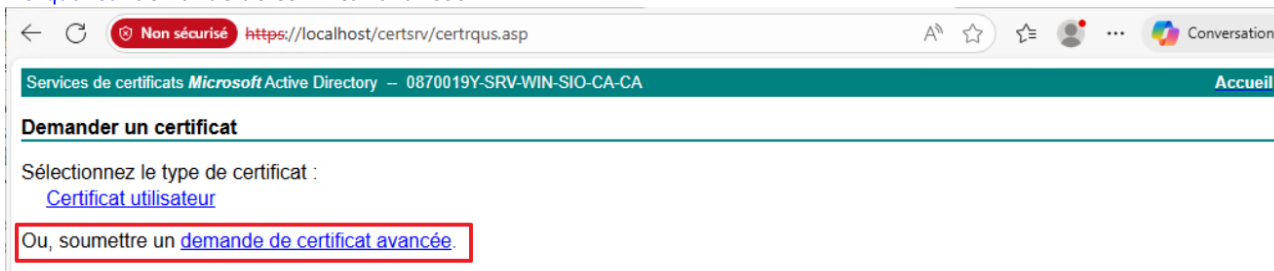 Non sécurisé https://localhost/certsrv/certrqus.asp A ... Conversation
Services de certificats Microsoft Active Directory -- 0870019Y-SRV-WIN-SIO-CA-CA Accueil
Demander un certificat
Sélectionnez le type de certificat :
Certificat utilisateur
Ou, soumettre un demande de certificat avancée.